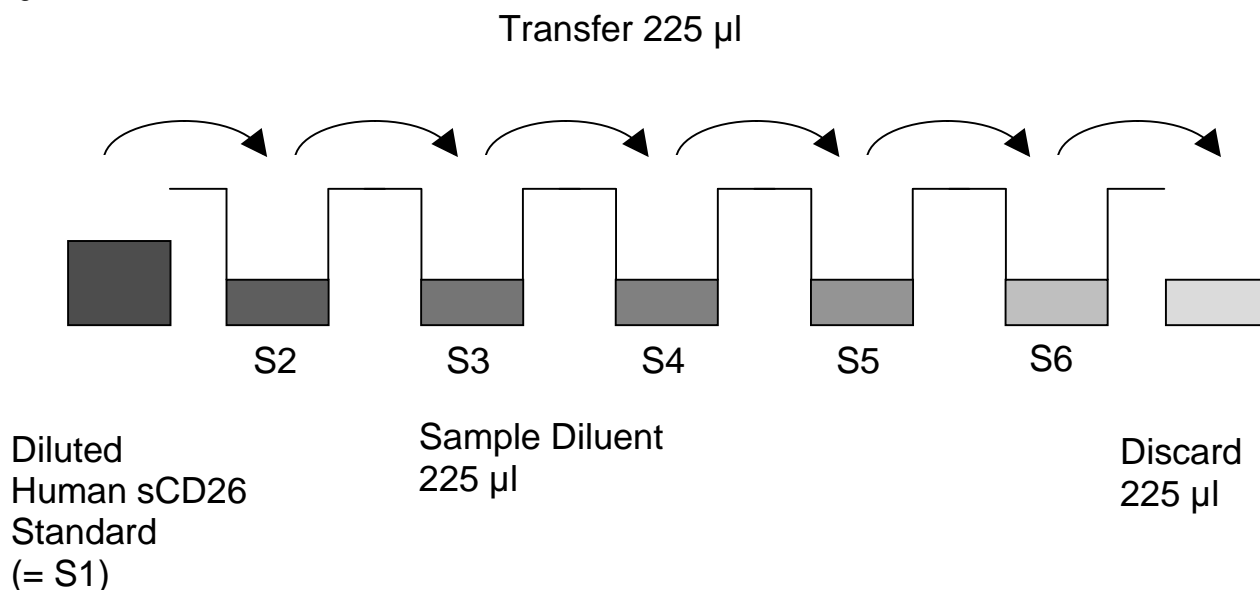 Transfer 225 µl
S2
S3
S4
S5
S6
Diluted
Human sCD26
Standard
(= S1)
Sample Diluent
225 µl
Discard
225 µl